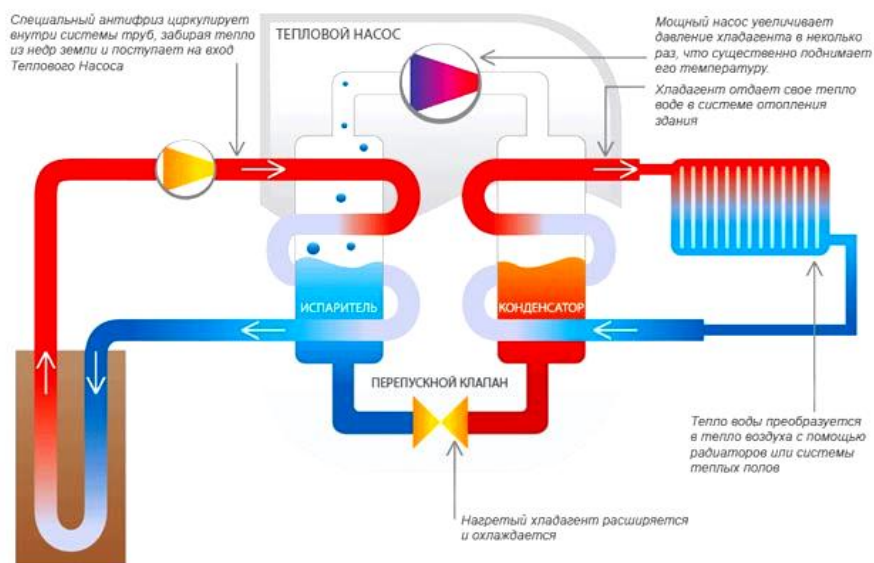 Специальный антифриз циркулирует
внутри системы труб, забирая тепло
из недр земли и поступает на вход
Теплового Насоса
ТЕПЛОВОЙ НАСОС
Мощный насос увеличивает
давление хладагента в неколько
раз, что существенно поднимает
его температуру.
Хладагент отдает свое тепло
воде в системе отопления
здания
ИСПАРИТЕЛЬ
КОНДЕНСАТОР
ПЕРЕПУСКНОЙ КЛАПАН
Тепло воды преобразуется
в тепло воздуха с помощью
радиаторов или системы
теплых полов
Нагретый хладагент расширяется
и охлаждается